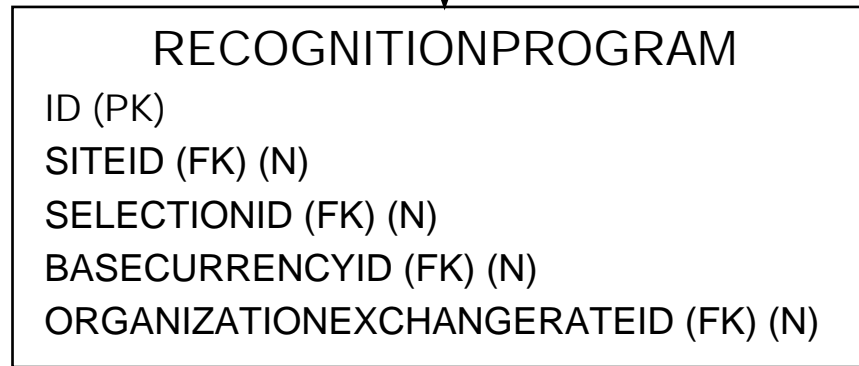 RECOGNITIONPROGRAM
ID (PK)
SITEID (FK) (N)
SELECTIONID (FK) (N)
BASECURRENCYID (FK) (N)
ORGANIZATIONEXCHANGERATEID (FK) (N)